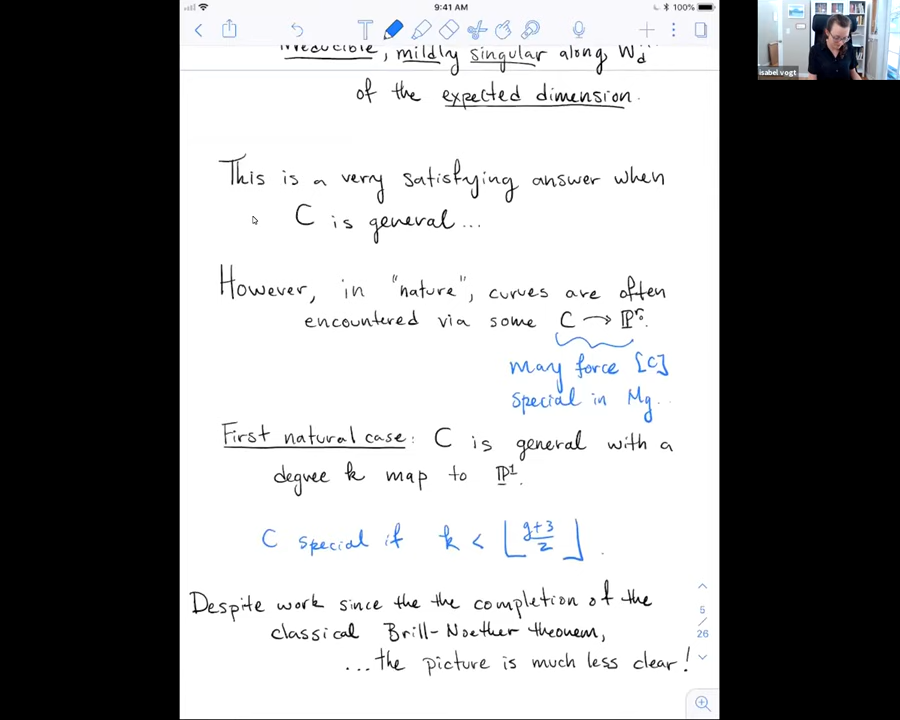 9:41 AM
100%
isabel vogt
irreducible, mildly singular along
of the expected dimension.
This is a very satisfying answer when
C is general...
However, in "nature", curves are often
encountered via some C → ℙʳ.
may force [C]
special in Mg.
First natural case: C is general with a
degree k map to ℙ¹.
C special if k < ⌊(g+3)/2⌋.
Despite work since the the completion of the
classical Brill-Noether theorem,
...the picture is much less clear!
5
/
26